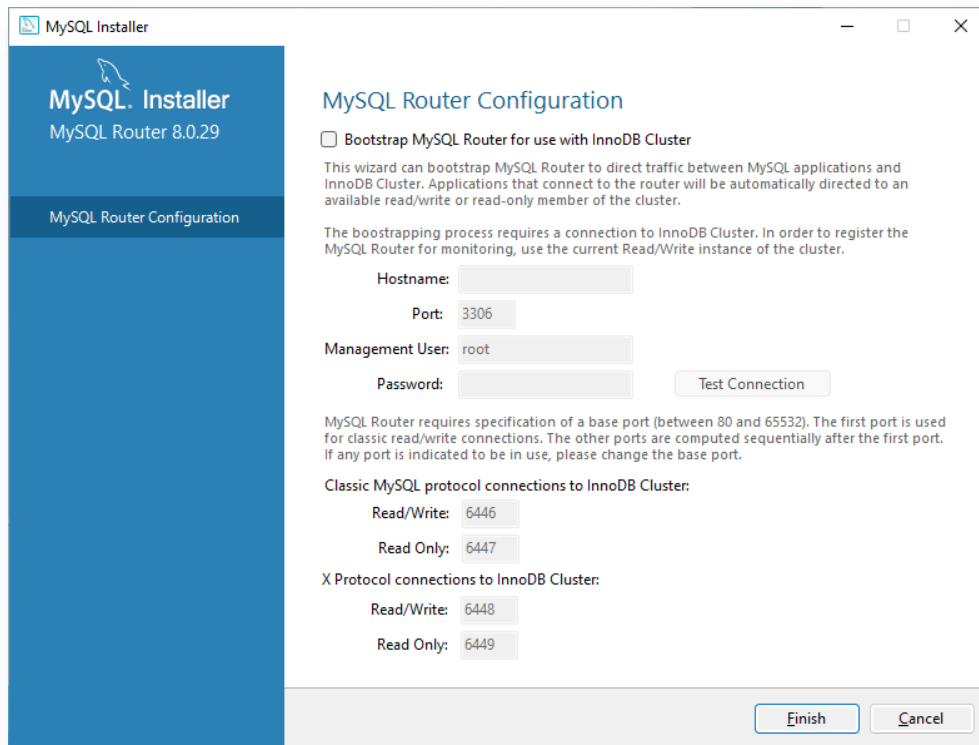 MySQL Installer
MySQL. Installer
MySQL Router 8.0.29
MySQL Router Configuration
MySQL Router Configuration
Bootstrap MySQL Router for use with InnoDB Cluster
This wizard can bootstrap MySQL Router to direct traffic between MySQL applications and
InnoDB Cluster. Applications that connect to the router will be automatically directed to an
available read/write or read-only member of the cluster.
The boostrapping process requires a connection to InnoDB Cluster. In order to register the
MySQL Router for monitoring, use the current Read/Write instance of the cluster.
Hostname:
Port: 3306
Management User: root
Password: Test Connection
MySQL Router requires specification of a base port (between 80 and 65532). The first port is used
for classic read/write connections. The other ports are computed sequentially after the first port.
If any port is indicated to be in use, please change the base port.
Classic MySQL protocol connections to InnoDB Cluster:
Read/Write: 6446
Read Only: 6447
X Protocol connections to InnoDB Cluster:
Read/Write: 6448
Read Only: 6449
Finish Cancel